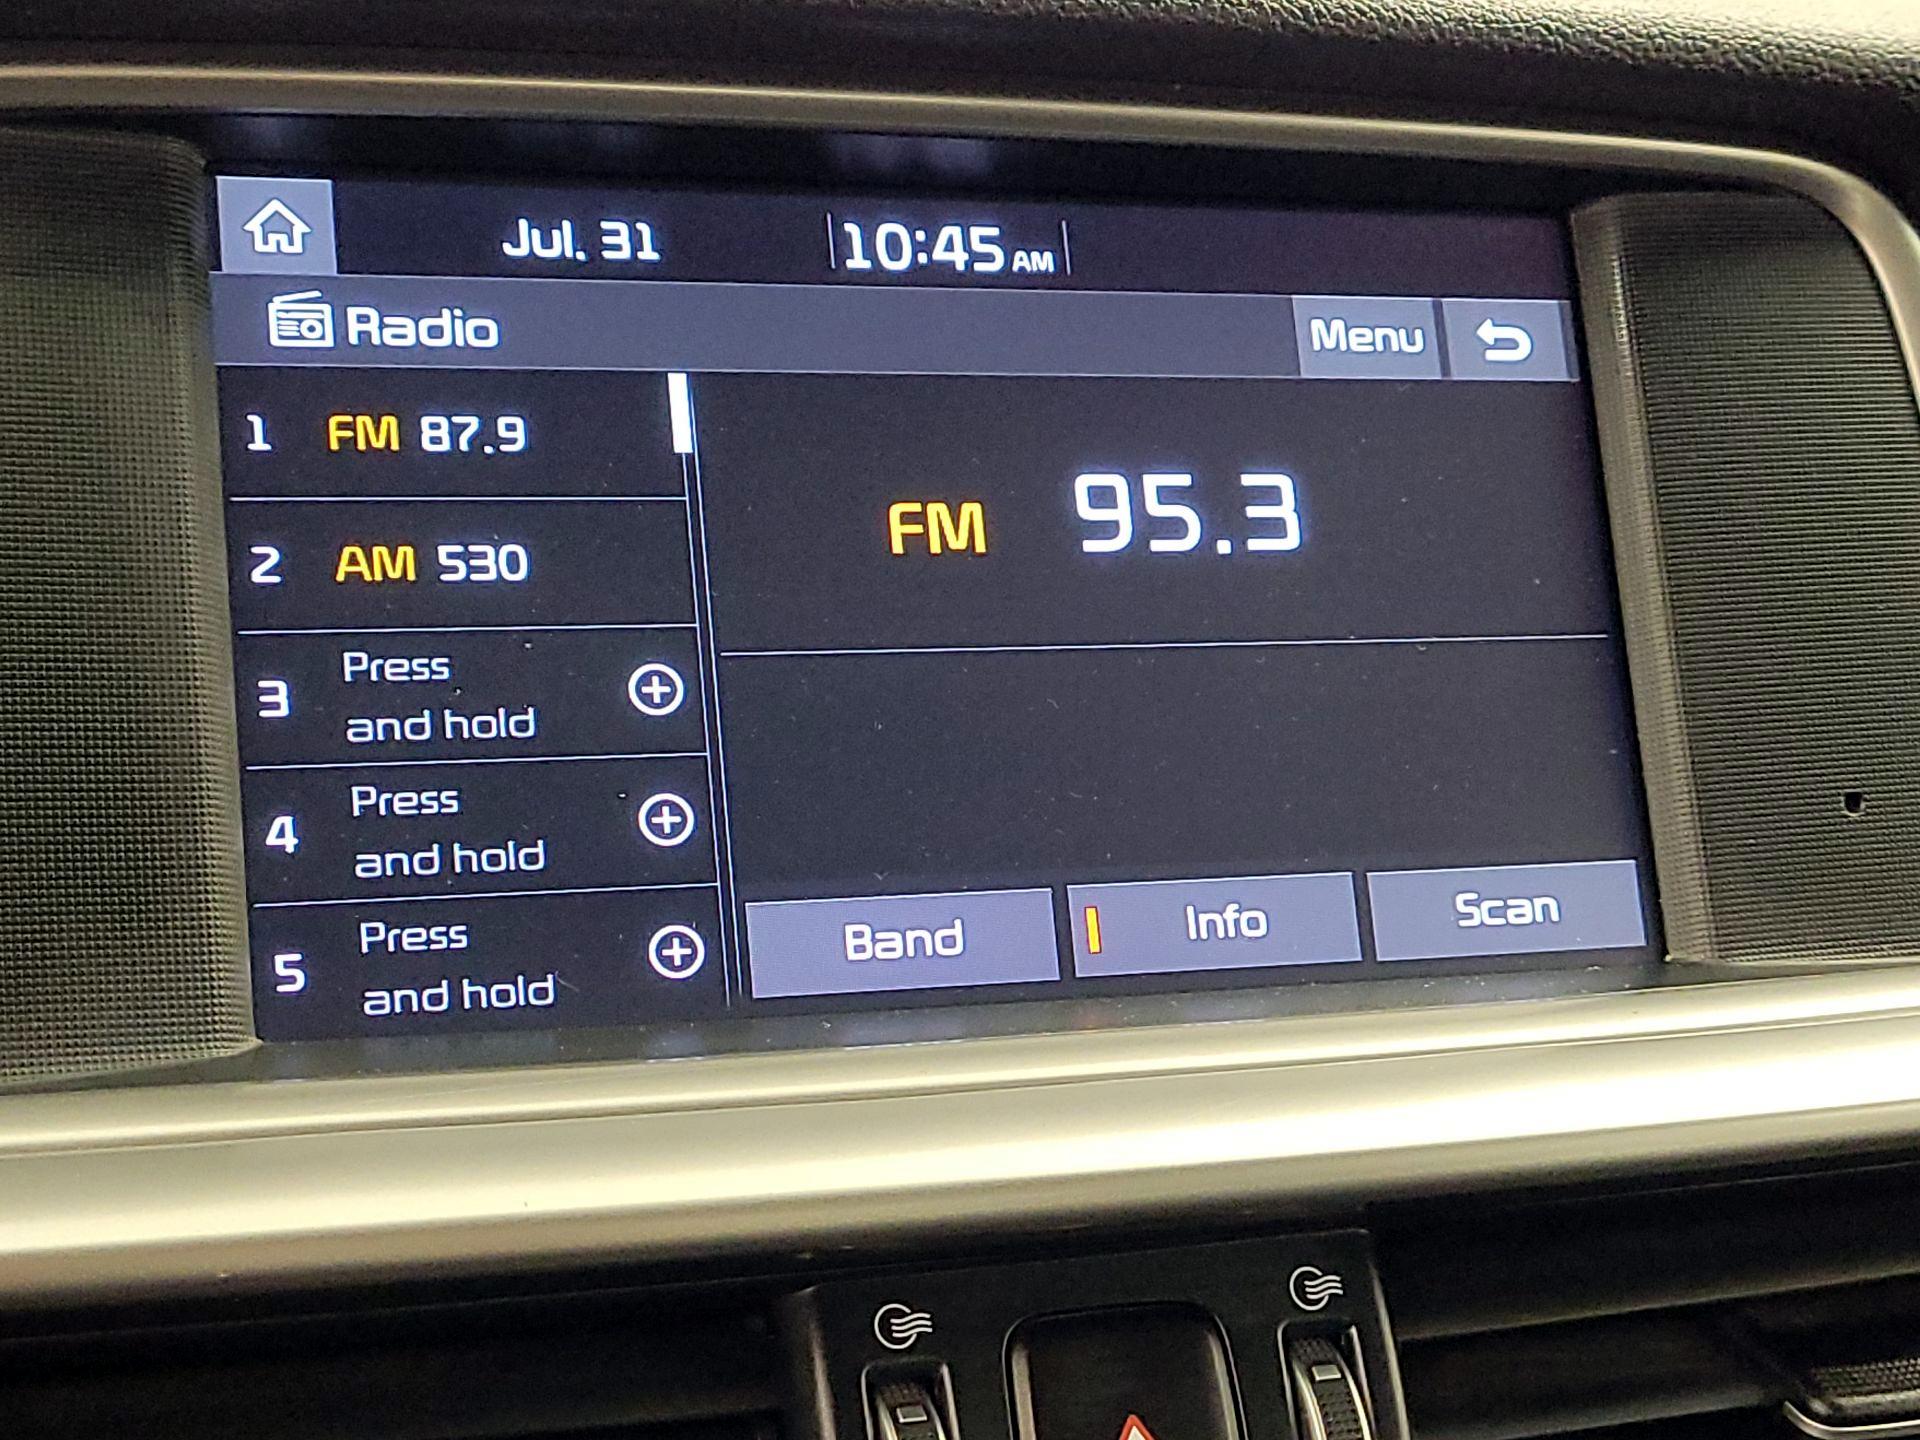 Jul. 31 10:45 AM
Radio Menu
1 FM 87.9
2 AM 530
3 Press
and hold
4 Press
and hold
5 Press
and hold
FM 95.3
Band Info Scan